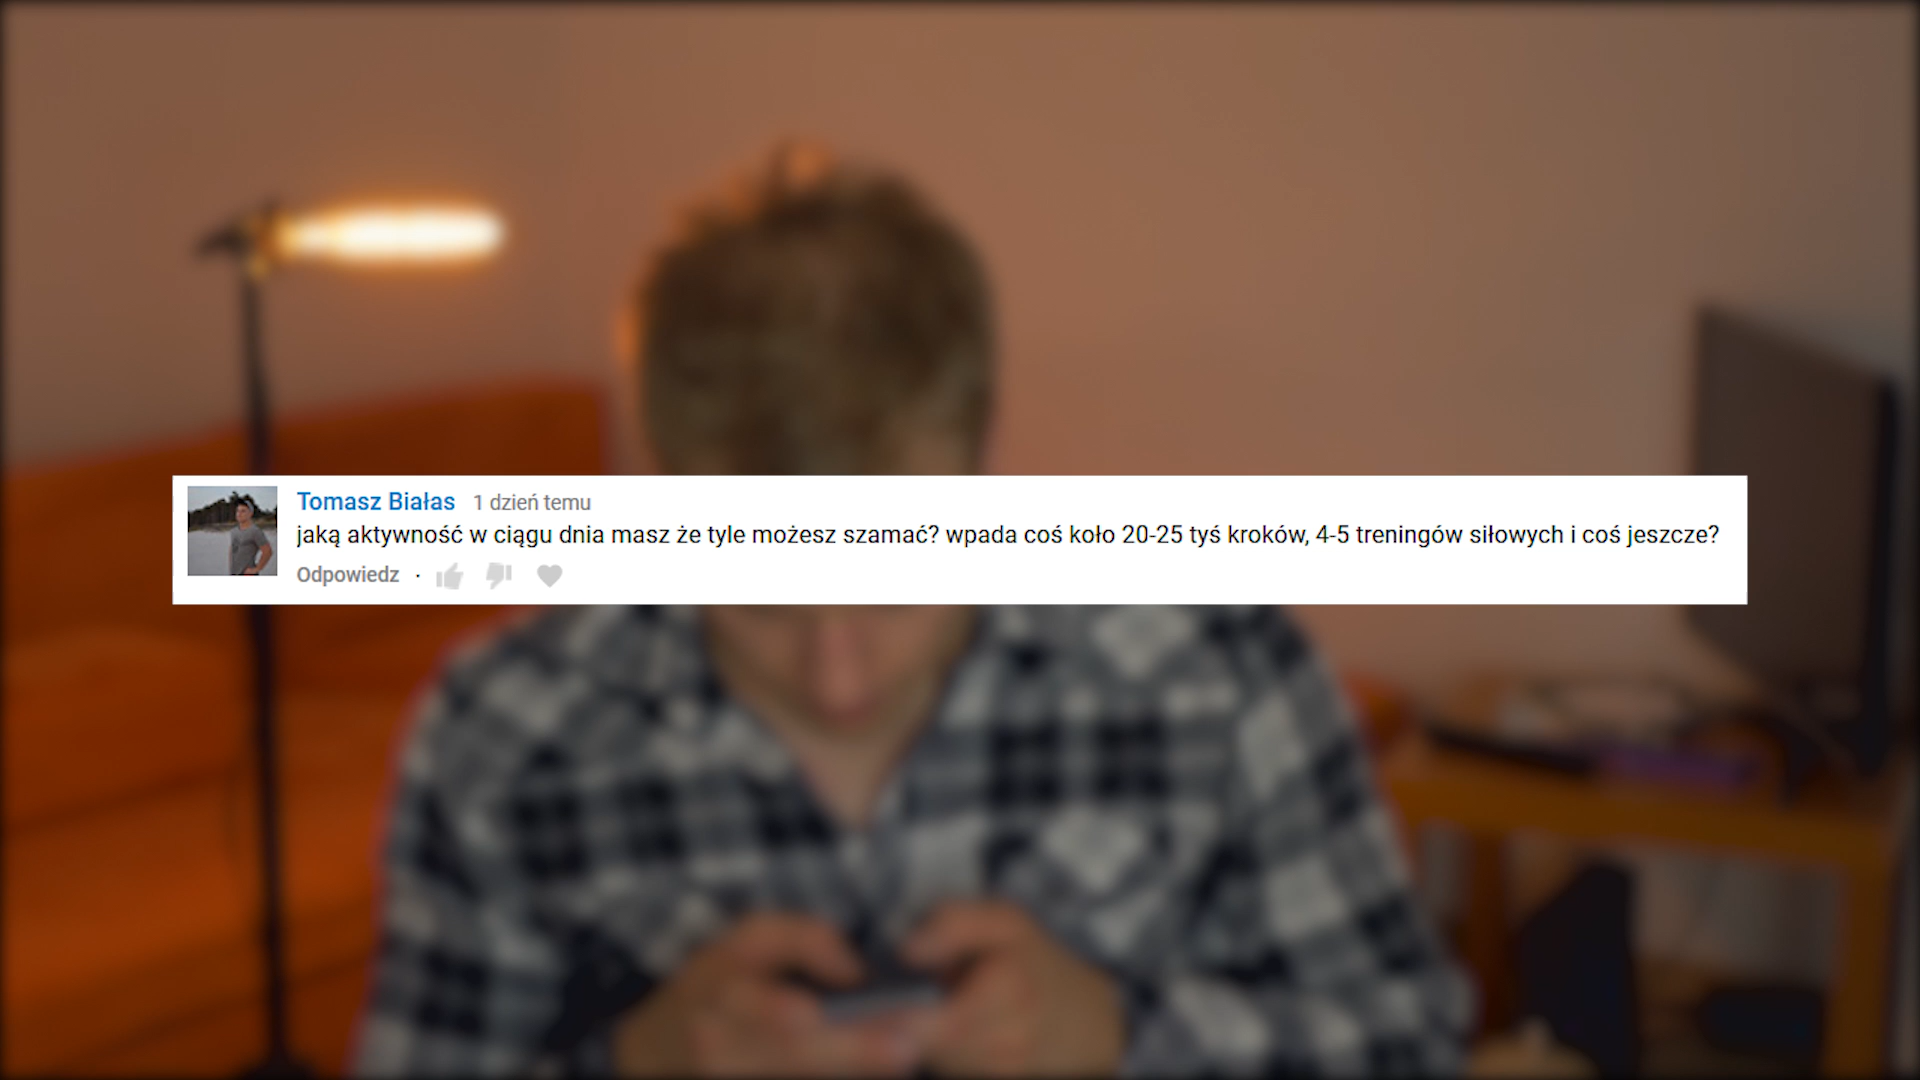 Tomasz Białas 1 dzień temu
jaką aktywność w ciągu dnia masz że tyle możesz szamać? wpada coś koło 20-25 tyś kroków, 4-5 treningów siłowych i coś jeszcze?
Odpowiedz ·